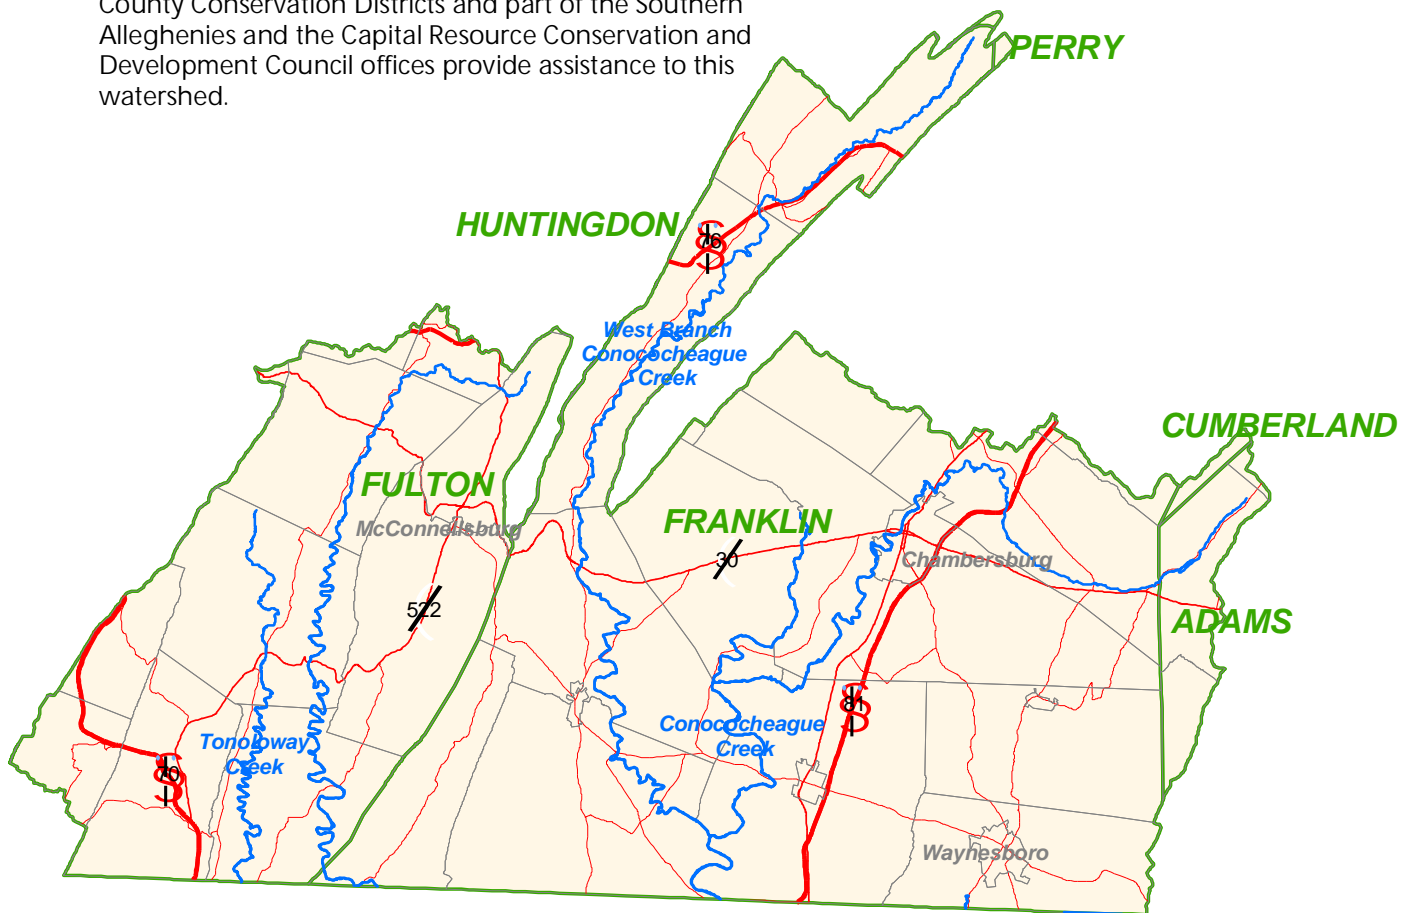 County Conservation Districts and part of the Southern
Alleghenies and the Capital Resource Conservation and
Development Council offices provide assistance to this
watershed.
PERRY
HUNTINGDON
76
West Branch
Conococheague
Creek
CUMBERLAND
FULTON
McConnellsburg
FRANKLIN
30
Chambersburg
522
ADAMS
81
Conococheague
Creek
Tonoloway
Creek
70
Waynesboro